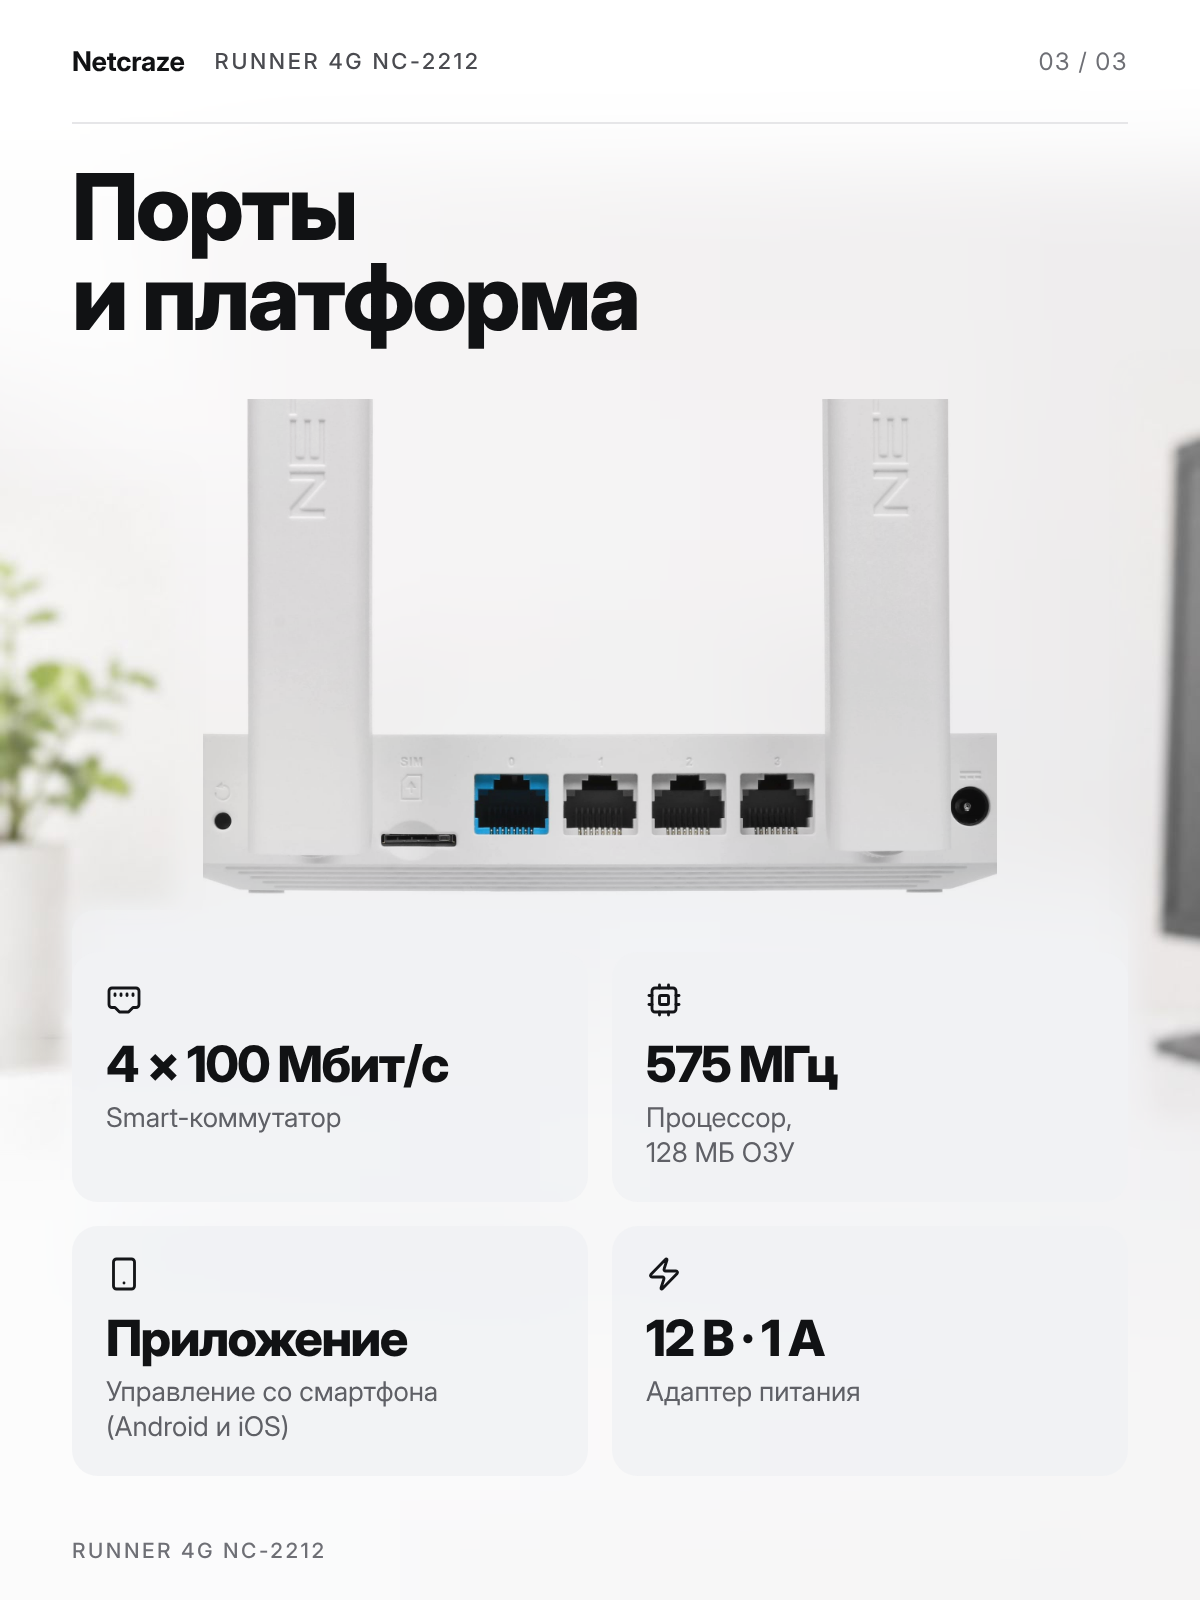 Netcraze RUNNER 4G NC-2212 03 / 03
Порты
и платформа
NE
NE
SIM
0
1
2
3
4 × 100 Мбит/с
Smart-коммутатор
575 МГц
Процессор,
128 МБ ОЗУ
Приложение
Управление со смартфона
(Android и iOS)
12 В · 1 А
Адаптер питания
RUNNER 4G NC-2212